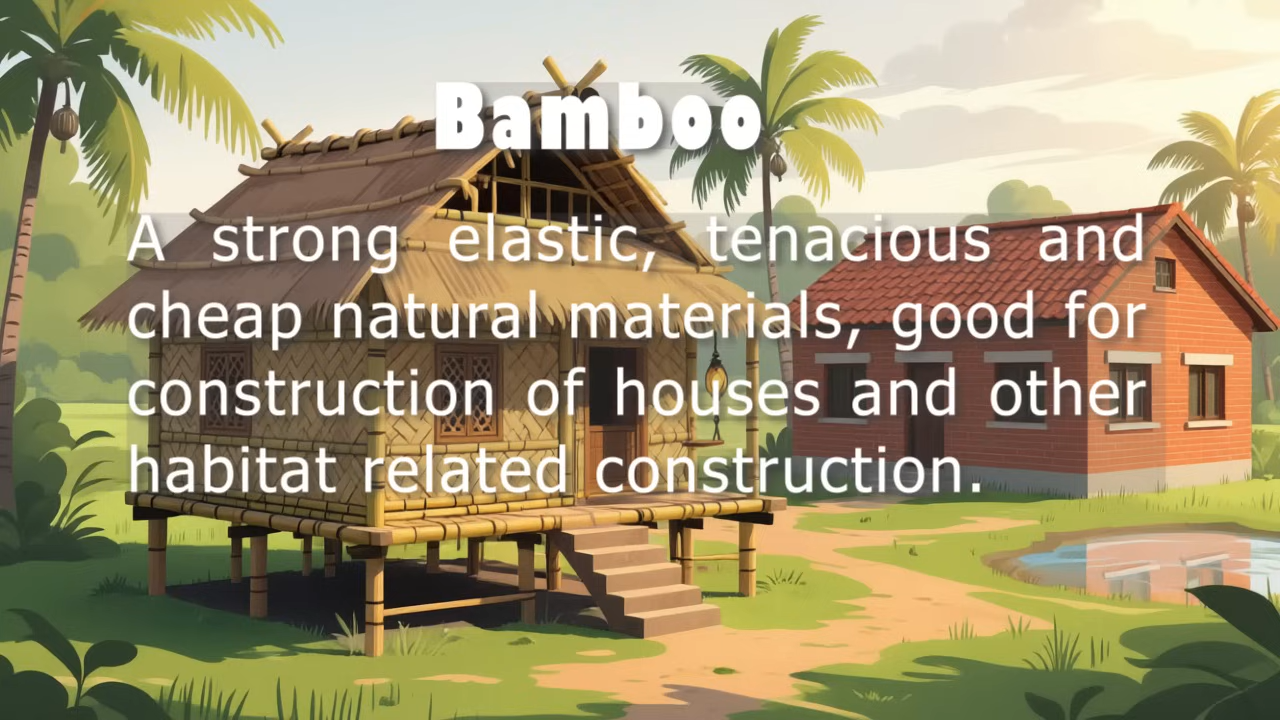 Bamboo
A strong elastic, tenacious and
cheap natural materials, good for
construction of houses and other
habitat related construction.